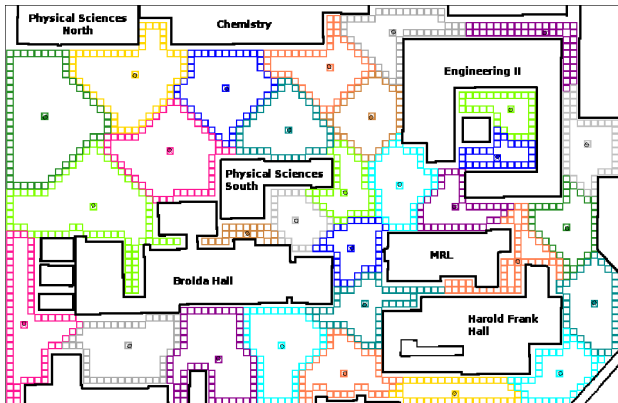 Physical Sciences
North
Chemistry
Engineering II
Physical Sciences
South
MRL
Broida Hall
Harold Frank
Hall